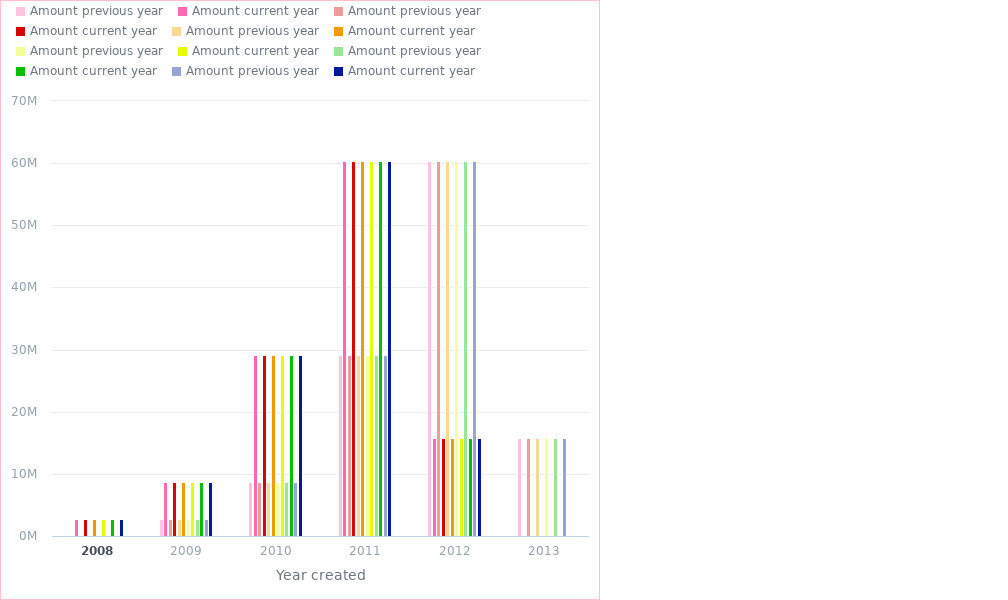 Amount previous year Amount current year Amount previous year
Amount current year Amount previous year Amount current year
Amount previous year Amount current year Amount previous year
Amount current year Amount previous year Amount current year
70M
60M
50M
40M
30M
20M
10M
0M
2008 2009 2010 2011 2012 2013
Year created